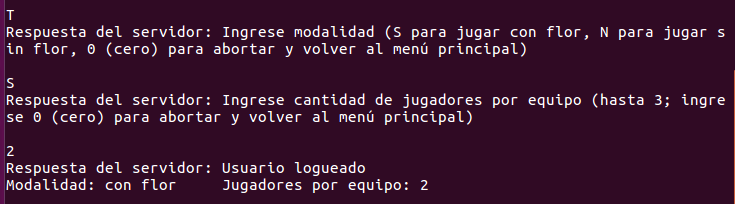 T
Respuesta del servidor: Ingrese modalidad (S para jugar con flor, N para jugar s
in flor, 0 (cero) para abortar y volver al menú principal)
S
Respuesta del servidor: Ingrese cantidad de jugadores por equipo (hasta 3; ingre
se 0 (cero) para abortar y volver al menú principal)
2
Respuesta del servidor: Usuario logueado
Modalidad: con flor     Jugadores por equipo: 2